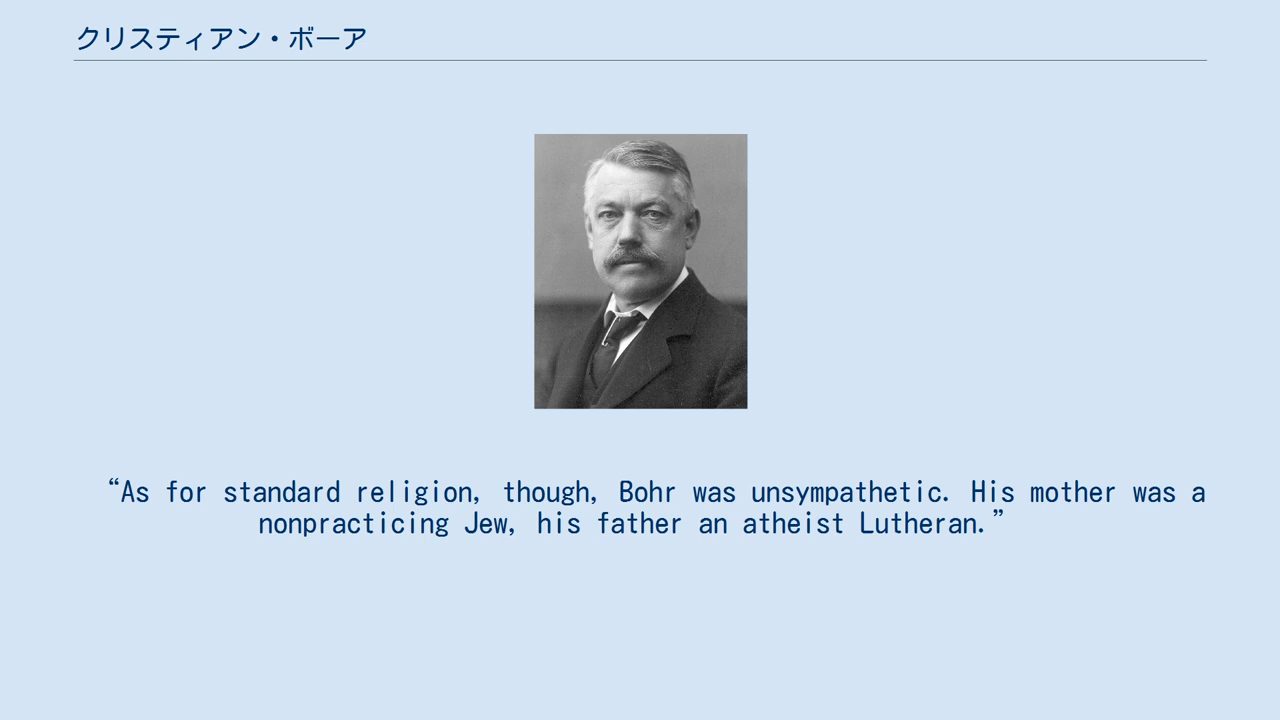 クリスティアン・ボーア
“As for standard religion, though, Bohr was unsympathetic. His mother was a
nonpracticing Jew, his father an atheist Lutheran.”